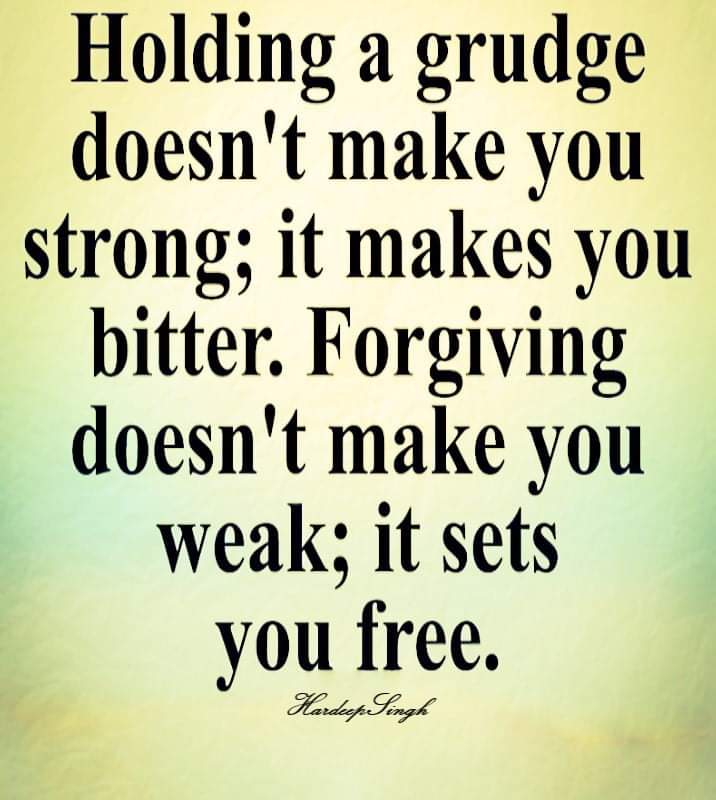 Holding a grudge
doesn't make you
strong; it makes you
bitter. Forgiving
doesn't make you
weak; it sets
you free.
Hardeep Singh